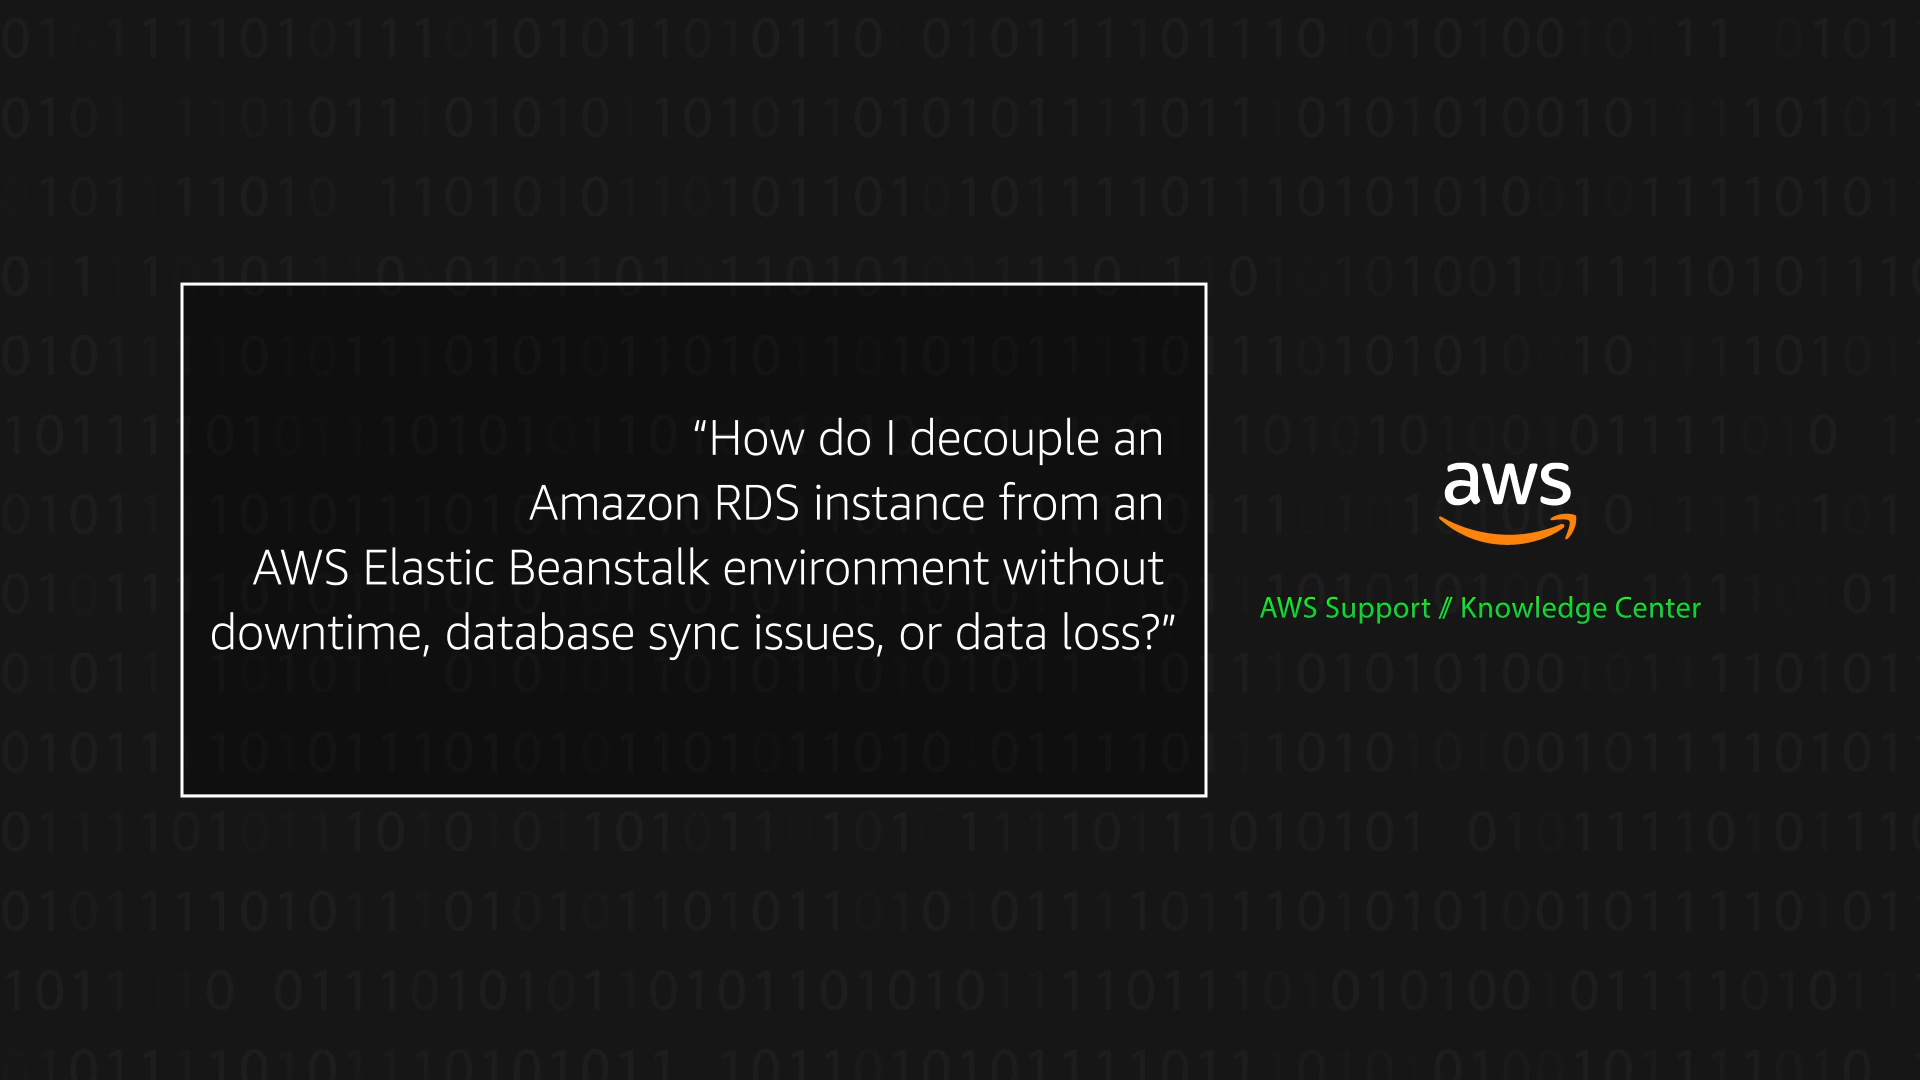 “How do I decouple an
Amazon RDS instance from an
AWS Elastic Beanstalk environment without
downtime, database sync issues, or data loss?”
aws
AWS Support // Knowledge Center